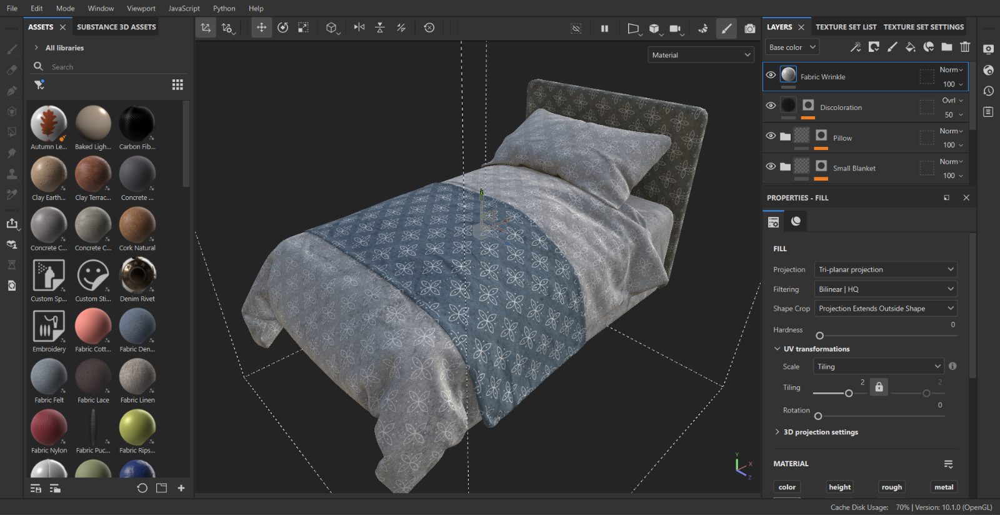 File Edit Mode Window Viewport JavaScript Python Help
ASSETS SUBSTANCE 3D ASSETS
All libraries
Search
Autumn Le... Baked Ligh... Carbon Fib...
Clay Earth... Clay Terrac... Concrete ...
Concrete C... Concrete C... Cork Natural
Custom Sp... Custom Sti... Denim Rivet
Embroidery Fabric Cott... Fabric Den...
Fabric Felt Fabric Lace Fabric Linen
Fabric Nylon Fabric Puc... Fabric Rips...
Material
Y
X
Z
LAYERS TEXTURE SET LIST TEXTURE SET SETTINGS
Base color
Fabric Wrinkle Norm
100
Discoloration Ovrl
50
Pillow Norm
100
Small Blanket Norm
100
PROPERTIES - FILL
FILL
Projection Tri-planar projection
Filtering Bilinear | HQ
Shape Crop Projection Extends Outside Shape
Hardness 0
UV transformations
Scale Tiling
Tiling 2 2
Rotation 0
3D projection settings
MATERIAL
color height rough metal
Cache Disk Usage: 70% | Version: 10.1.0 (OpenGL)